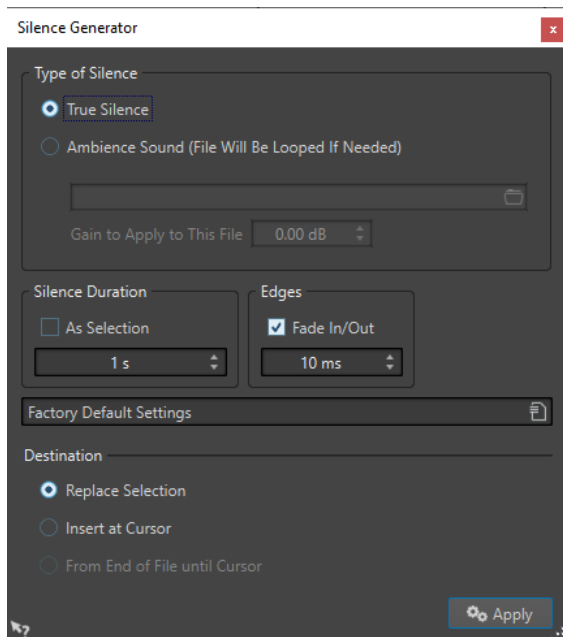 Silence Generator
x
Type of Silence
True Silence
Ambience Sound (File Will Be Looped If Needed)
Gain to Apply to This File 0.00 dB
Silence Duration Edges
As Selection Fade In/Out
1 s 10 ms
Factory Default Settings
Destination
Replace Selection
Insert at Cursor
From End of File until Cursor
Apply
?